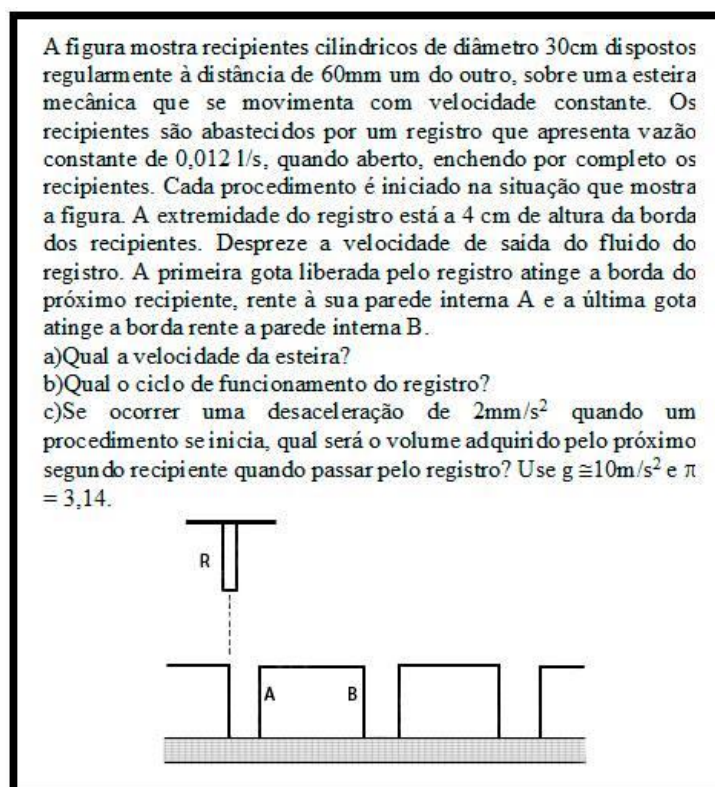 A figura mostra recipientes cilíndricos de diâmetro 30cm dispostos
regularmente à distância de 60mm um do outro, sobre uma esteira
mecânica que se movimenta com velocidade constante. Os
recipientes são abastecidos por um registro que apresenta vazão
constante de 0,012 l/s, quando aberto, enchendo por completo os
recipientes. Cada procedimento é iniciado na situação que mostra
a figura. A extremidade do registro está a 4 cm de altura da borda
dos recipientes. Despreze a velocidade de saida do fluido do
registro. A primeira gota liberada pelo registro atinge a borda do
próximo recipiente, rente à sua parede interna A e a última gota
atinge a borda rente a parede interna B.
a)Qual a velocidade da esteira?
b)Qual o ciclo de funcionamento do registro?
c)Se ocorrer uma desaceleração de 2mm/s² quando um
procedimento se inicia, qual será o volume adquirido pelo próximo
segundo recipiente quando passar pelo registro? Use g ≅10m/s² e π
= 3,14.
R
A B